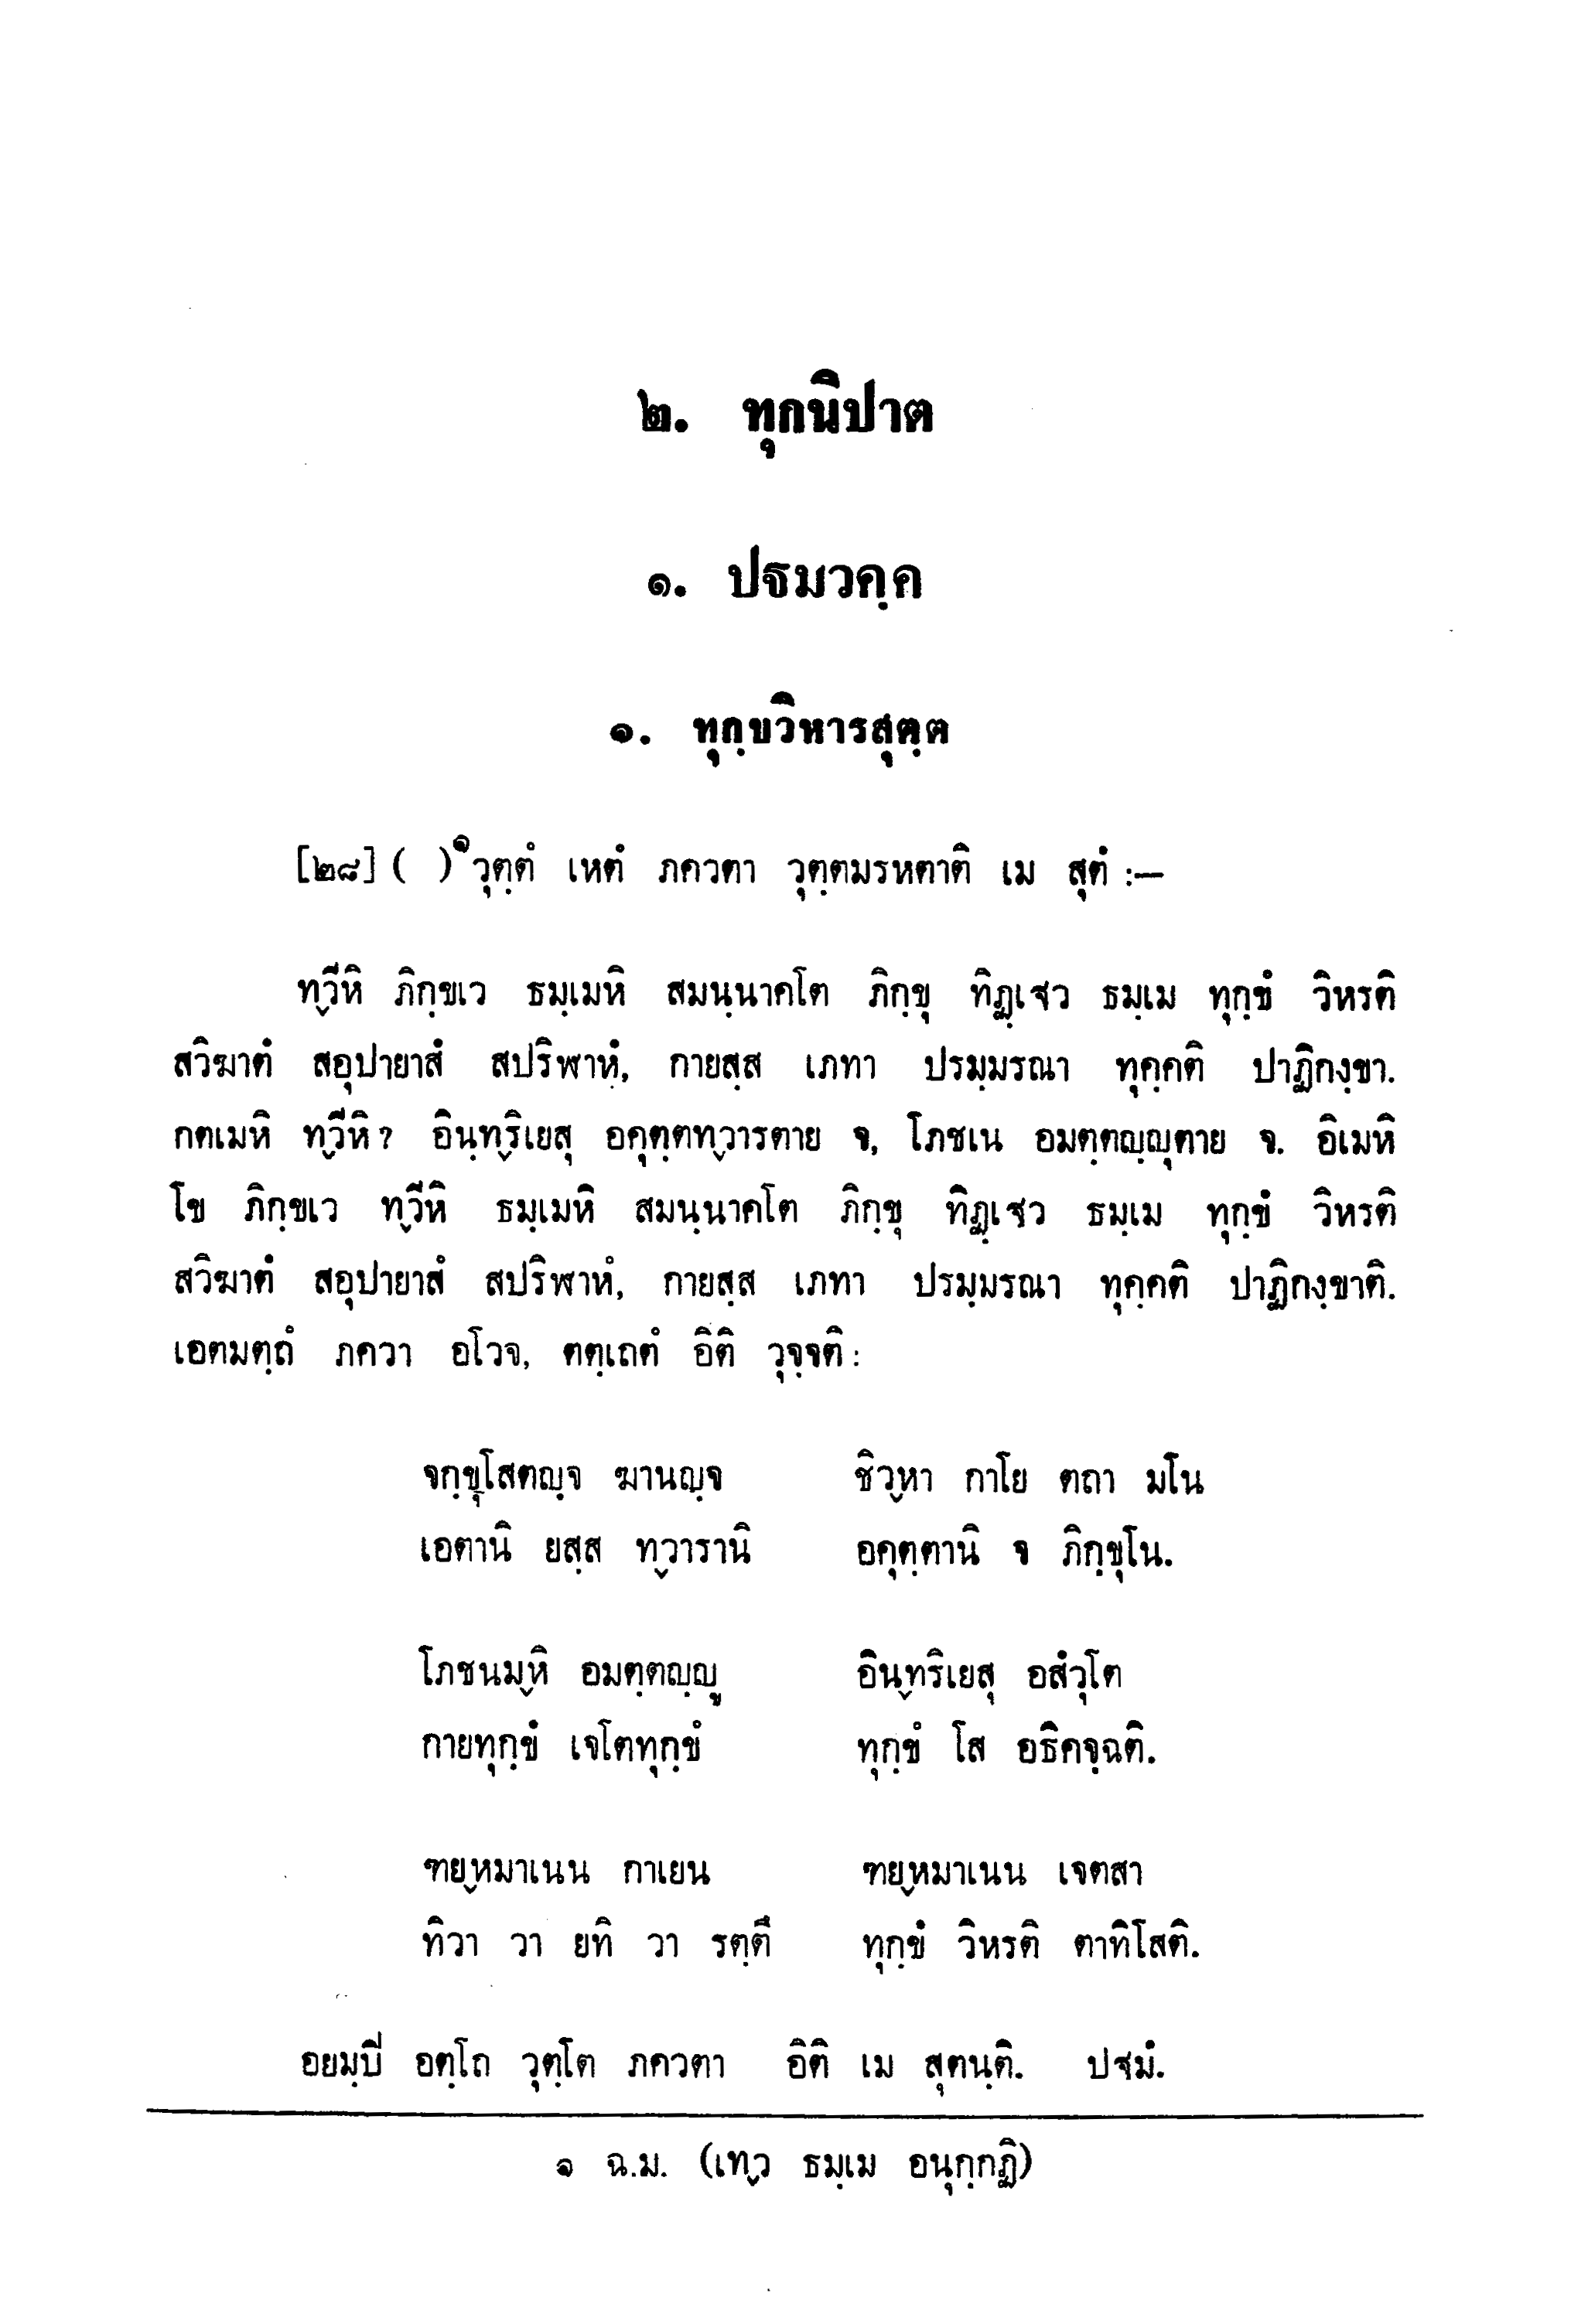 ๒. ทุกนิปาต
๑. ปฐมวคฺค
๑. ทุกฺขวิหารสุตฺต
[๒๘] ( )๑ วุตฺตํ เหตํ ภควตา วุตฺตมรหตาติ เม สุตํ :—
ทฺวีหิ ภิกฺขเว ธมฺเมหิ สมนฺนาคโต ภิกฺขุ ทิฏฺเฐว ธมฺเม ทุกฺขํ วิหรติ
สวิฆาตํ สอุปายาสํ สปริฬาหํ, กายสฺส เภทา ปรมฺมรณา ทุคฺคติ ปาฏิกงฺขา.
กตเมหิ ทฺวีหิ? อินฺทฺริเยสุ อคุตฺตทฺวารตาย จ, โภชเน อมตฺตญฺญุตาย จ. อิเมหิ
โข ภิกฺขเว ทฺวีหิ ธมฺเมหิ สมนฺนาคโต ภิกฺขุ ทิฏฺเฐว ธมฺเม ทุกฺขํ วิหรติ
สวิฆาตํ สอุปายาสํ สปริฬาหํ, กายสฺส เภทา ปรมฺมรณา ทุคฺคติ ปาฏิกงฺขาติ.
เอตมตฺถํ ภควา อโวจ, ตตฺเถตํ อิติ วุจฺจติ:
จกฺขุโสตญฺจ ฆานญฺจ ชิวฺหา กาโย ตถา มโน
เอตานิ ยสฺส ทฺวารานิ อคุตฺตานิ จ ภิกฺขุโน.
โภชนมฺหิ อมตฺตญฺญู อินฺทริเยสุ อสํวุโต
กายทุกฺขํ เจโตทุกฺขํ ทุกฺขํ โส อธิคจฺฉติ.
ฑยฺหมาเนน กาเยน ฑยฺหมาเนน เจตสา
ทิวา วา ยทิ วา รตฺตึ ทุกฺขํ วิหรติ ตาทิโสติ.
อยมฺปิ อตฺโถ วุตฺโต ภควตา อิติ เม สุตนฺติ. ปฐมํ.
๑ ฉ.ม. (เทฺว ธมฺเม อนุกฺกฏิ)